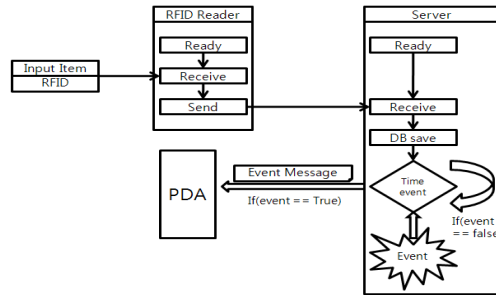 RFID Reader
Server
Ready
Ready
Input Item
RFID
Receive
Send
Receive
DB save
Event Message
PDA
Time
event
If(event == True)
If(event
== false
Event